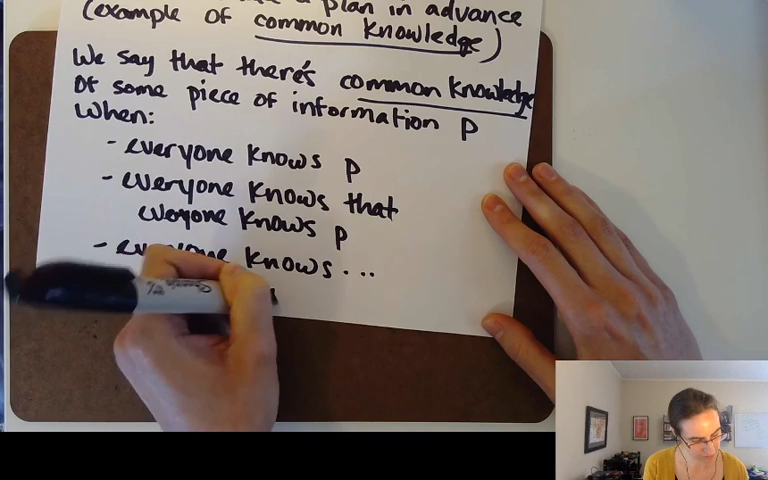 a plan in advance
(example of common knowledge)
We say that there's common knowledge
of some piece of information P
when:
- everyone knows P
- everyone knows that
everyone knows P
- everyone knows...